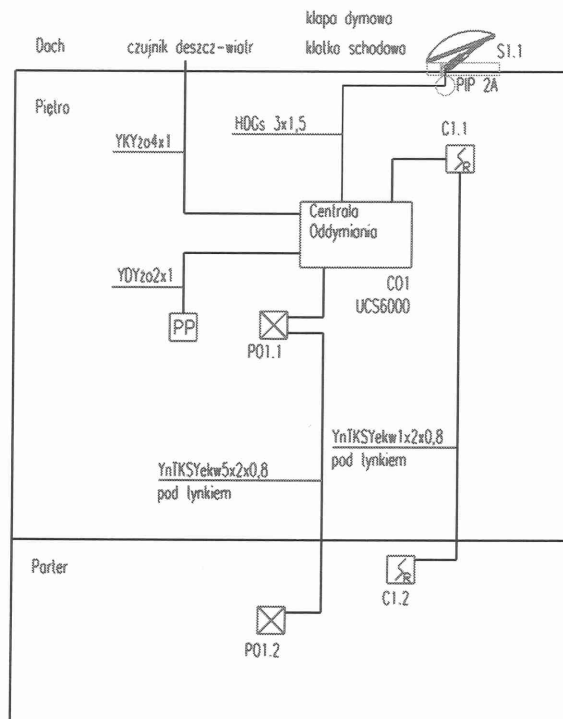 klapa dymowa
Dach
czujnik deszcz-wiatr
klatka schodowa
S1.1
PIP 2A
Piętro
HDGs 3x1,5
C1.1
YKYżo4x1
R
Centrala
Oddymiania
YDYżo2x1
C01
UCS6000
PP
P01.1
YnTKSYekw1x2x0,8
pod tynkiem
YnTKSYekw5x2x0,8
pod tynkiem
Parter
R
C1.2
P01.2